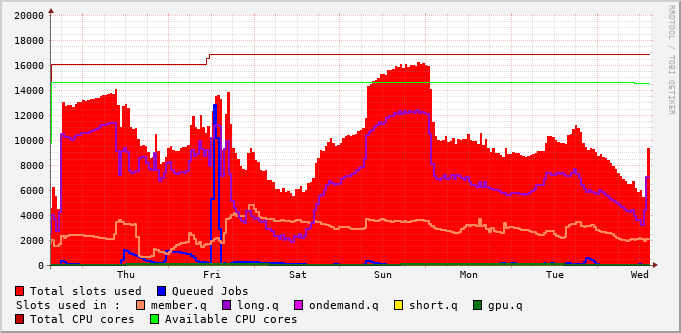 20000
18000
16000
14000
12000
10000
8000
6000
4000
2000
0
Thu Fri Sat Sun Mon Tue Wed
RRDTOOL / TOBI OETIKER
Total slots used Queued Jobs
Slots used in : member.q long.q ondemand.q short.q gpu.q
Total CPU cores Available CPU cores